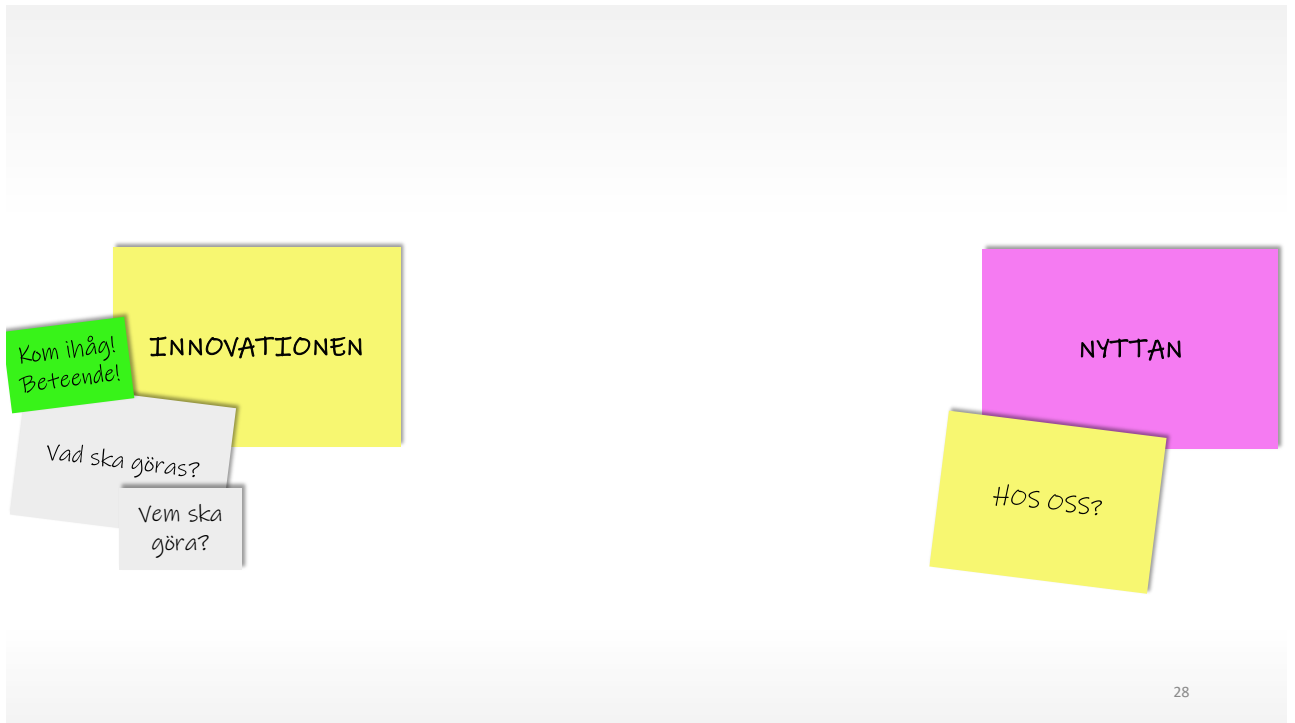 INNOVATIONEN
Kom ihåg!
Beteende!
Vad ska göras?
Vem ska
göra?
NYTTAN
HOS OSS?
28